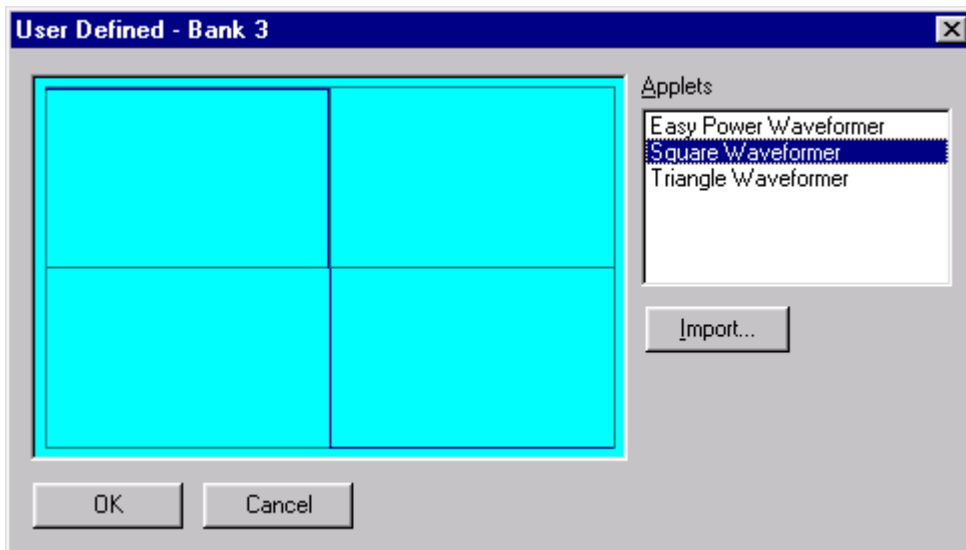 User Defined - Bank 3
Applets
Easy Power Waveformer
Square Waveformer
Triangle Waveformer
Import...
OK
Cancel